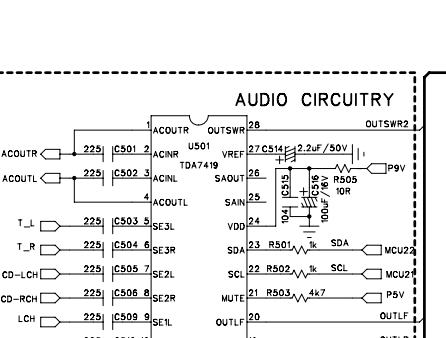 AUDIO CIRCUITRY
1 ACOUTR OUTSWR 28 OUTSWR2
U501
TDA7419
ACOUTR 225 C501 2 ACINR VREF 27 C514 2.2uF/50V
P9V
ACOUTL 225 C502 3 ACINL SAOUT 26 R505
10R
C515 104 C516 100uF/16V
4 ACOUTL SAIN 25
T_L 225 C503 5 SE3L VDD 24
T_R 225 C504 6 SE3R SDA 23 R501 1k SDA MCU22
CD-LCH 225 C505 7 SE2L SCL 22 R502 1k SCL MCU21
CD-RCH 225 C506 8 SE2R MUTE 21 R503 4k7 P5V
LCH 225 C509 9 SE1L OUTLF 20 OUTLF